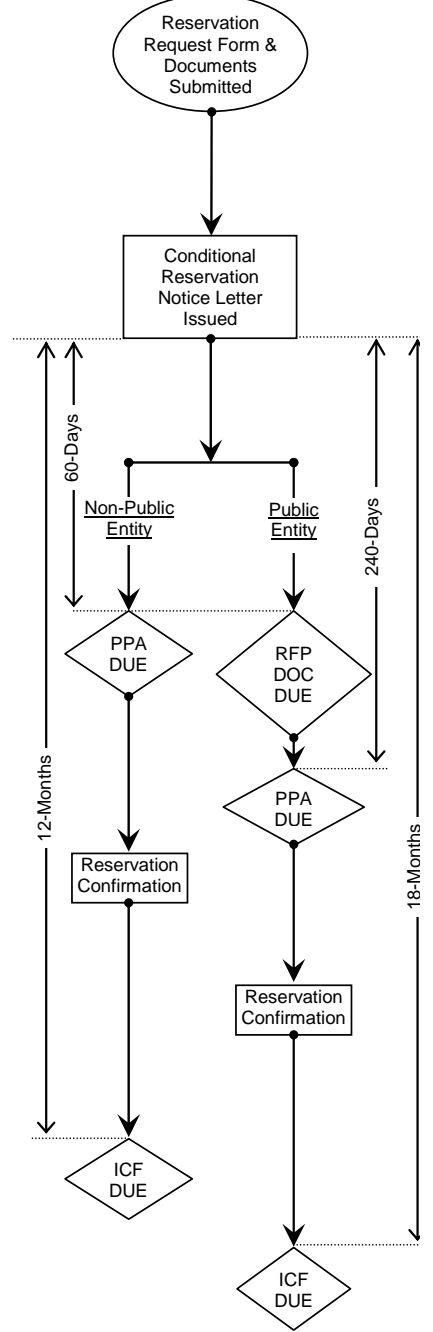 Reservation
Request Form &
Documents
Submitted
Conditional
Reservation
Notice Letter
Issued
60-Days
Non-Public
Entity
Public
Entity
240-Days
PPA
DUE
RFP
DOC
DUE
12-Months
PPA
DUE
18-Months
Reservation
Confirmation
Reservation
Confirmation
ICF
DUE
ICF
DUE